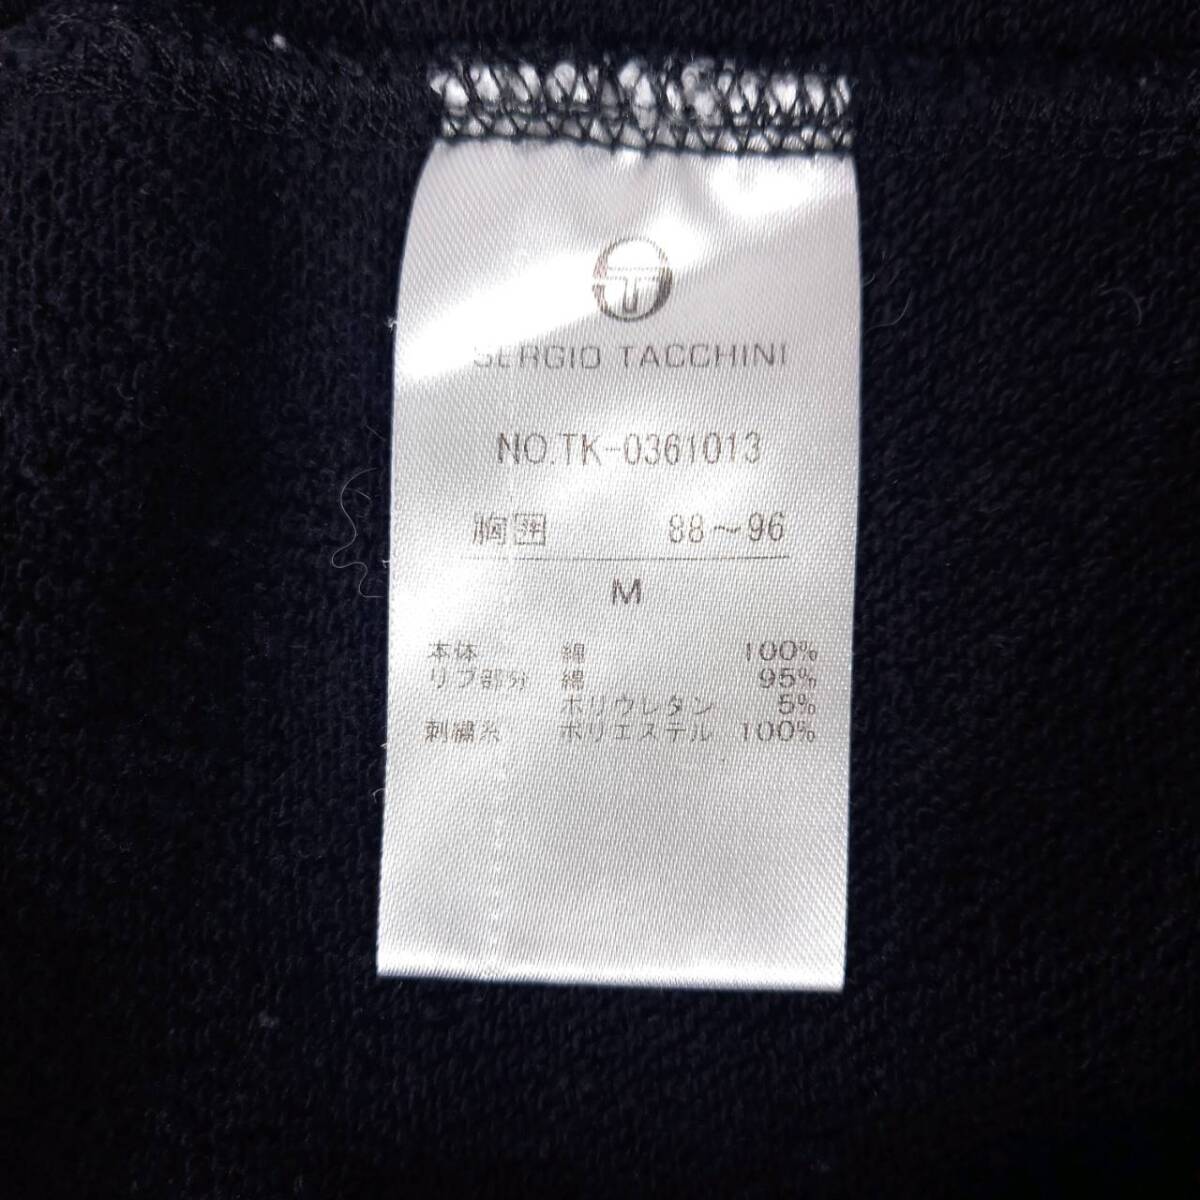 SERGIO TACCHINI
NO.TK-0361013
胸囲 88～96
M
本体 綿 100%
リブ部分 綿 95%
ポリウレタン 5%
刺繍糸 ポリエステル 100%